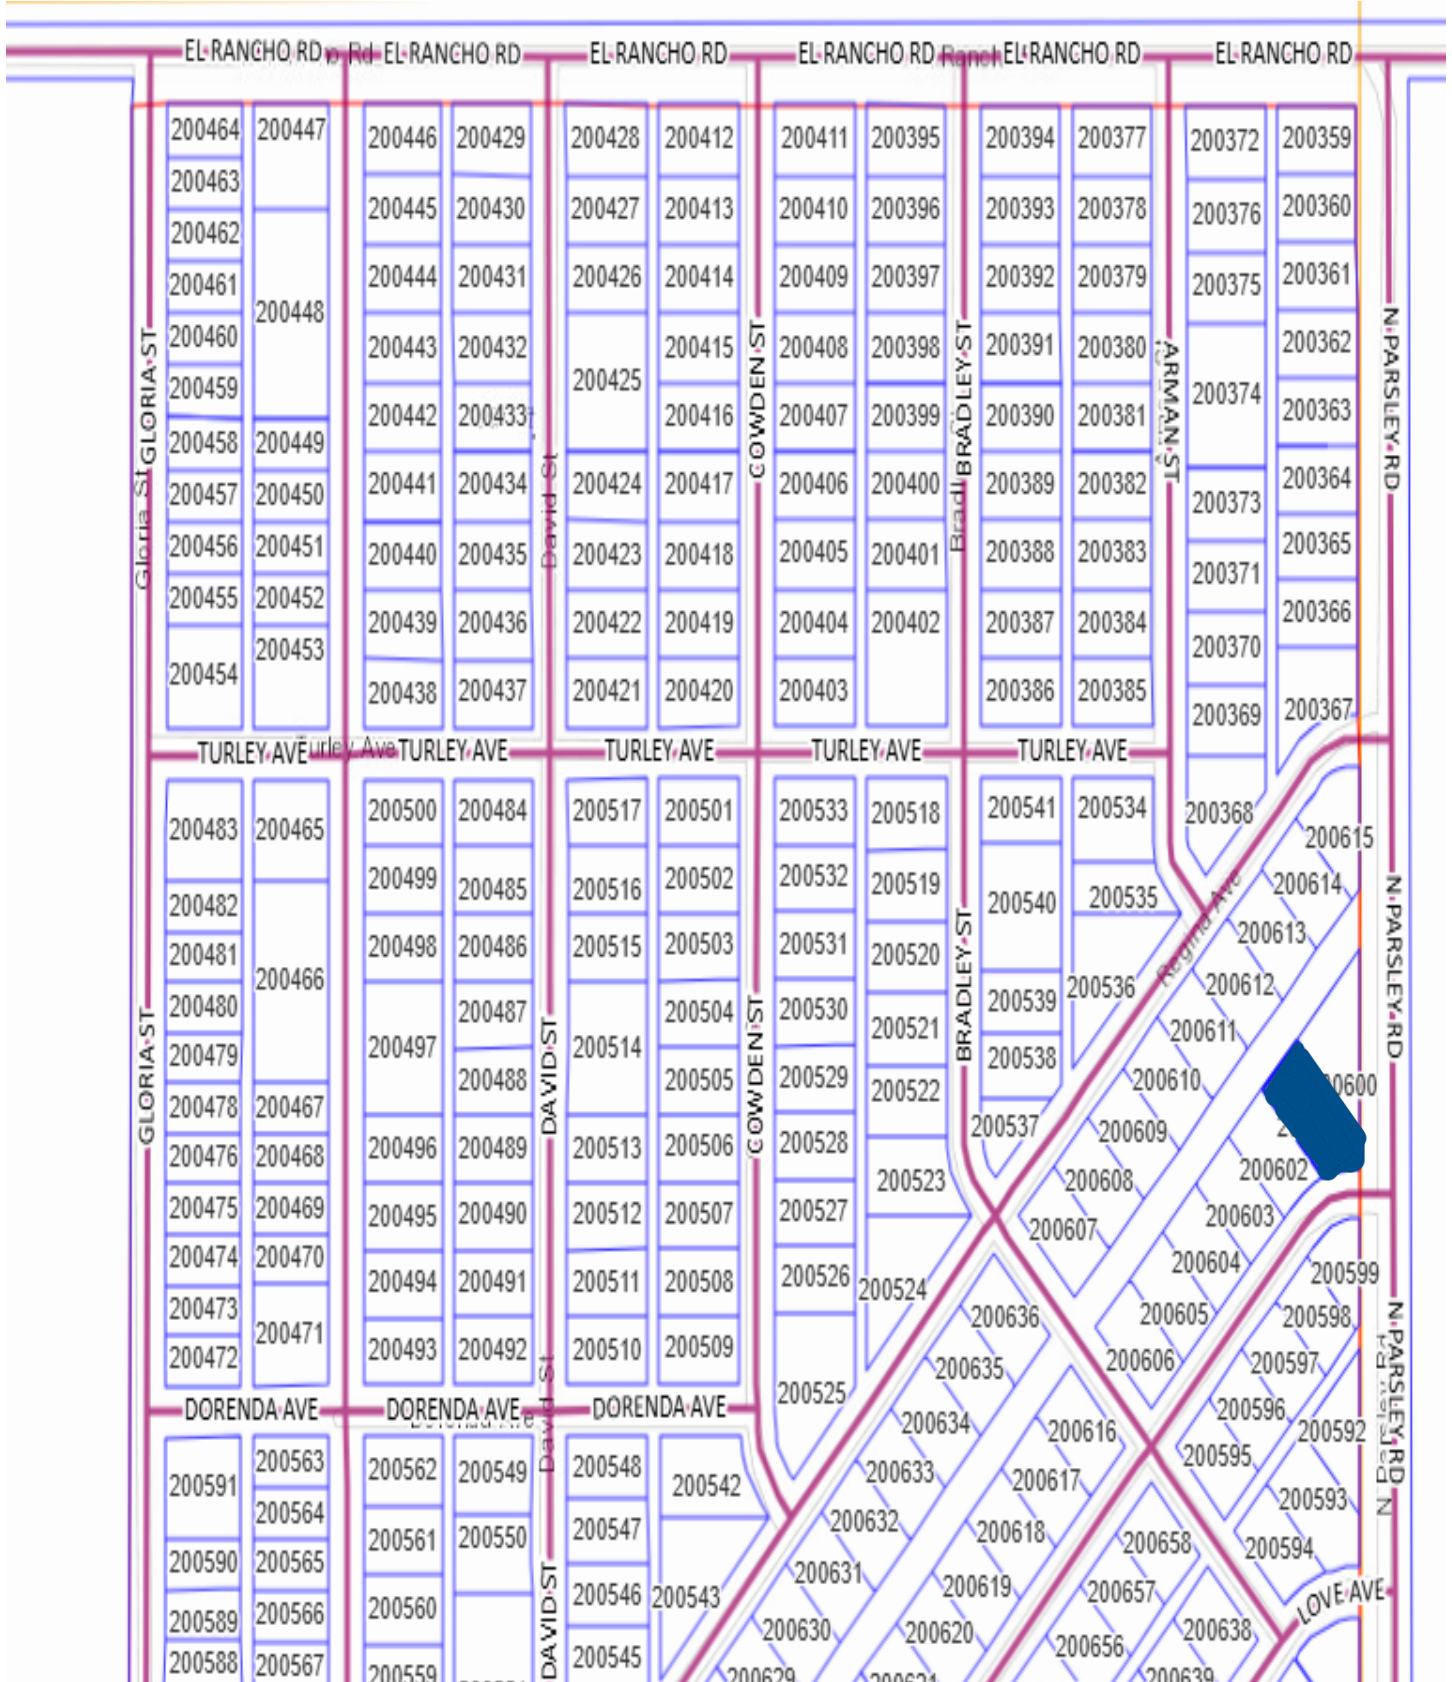 EL RANCHO RD EL RANCHO RD EL RANCHO RD EL RANCHO RD EL RANCHO RD EL RANCHO RD
200464 200447 200446 200429 200428 200412 200411 200395 200394 200377 200372 200359
200463
200462 200445 200430 200427 200413 200410 200396 200393 200378 200376 200360
200461 200444 200431 200426 200414 200409 200397 200392 200379 200375 200361
200460 200448 200443 200432 200415 200408 200398 200391 200380 200362
200459 200425 200374
200458 200449 200442 200433 200416 200407 200399 200390 200381 200363
200457 200450 200441 200434 200424 200417 200406 200400 200389 200382 200373 200364
200456 200451 200440 200435 200423 200418 200405 200401 200388 200383 200371 200365
200455 200452 200439 200436 200422 200419 200404 200402 200387 200384 200370 200366
200454 200453 200438 200437 200421 200420 200403 200386 200385 200369 200367
GLORIA ST
Gloria St
David St
COWDEN ST
BRADLEY ST
ARMAN ST
N PARSLEY RD
TURLEY AVE Turley Ave TURLEY AVE TURLEY AVE TURLEY AVE TURLEY AVE
200483 200465 200500 200484 200517 200501 200533 200518 200541 200534 200368 200615
200482 200499 200485 200516 200502 200532 200519 200540 200535 200614
200481 200466 200498 200486 200515 200503 200531 200520 200613
200480 200487 200504 200530 200521 200539 200536 200612
200479 200497 200514 200611
200478 200467 200488 200505 200529 200522 200538 200610
200476 200468 200496 200489 200513 200506 200528 200537 200609
200475 200469 200495 200490 200512 200507 200527 200523 200608 200602
200474 200470 200494 200491 200511 200508 200526 200524 200607 200603
200473 200604 200599
200472 200471 200493 200492 200510 200509 200525 200636 200605 200598
200635 200606 200597
GLORIA ST
DAVID ST
COWDEN ST
BRADLEY ST
Regina Ave
N PARSLEY RD
David St
N PARSLEY RD
DORENDA AVE DORENDA AVE DORENDA AVE
200634 200616 200596 200592
200591 200563 200562 200549 200548 200542 200633 200617 200595 200593
200564 200561 200550 200547 200632 200618 200658 200594
200590 200565 200631 200619 200657
200589 200566 200560 200546 200543 200630 200620 200656 200638
200588 200567 200559 200545 200629 200639
DAVID ST
LOVE AVE